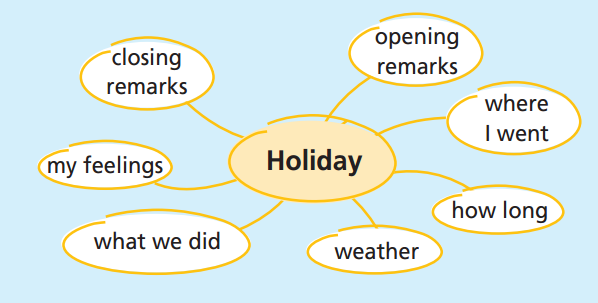 opening
remarks
where
I went
how long
weather
what we did
my feelings
closing
remarks
Holiday